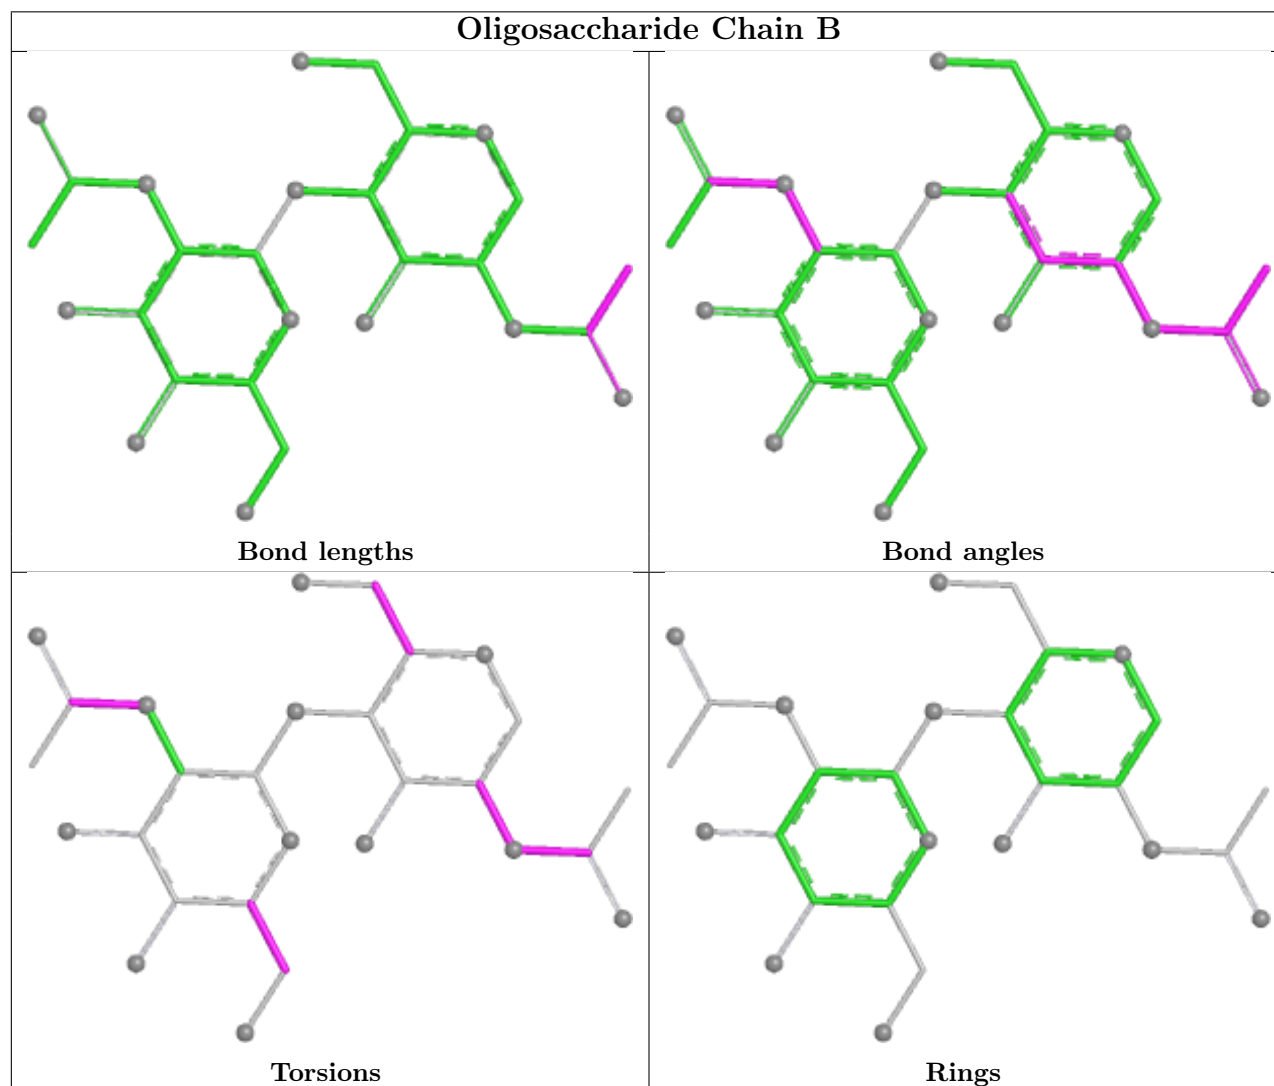 Oligosaccharide Chain B
Bond lengths
Bond angles
Torsions
Rings